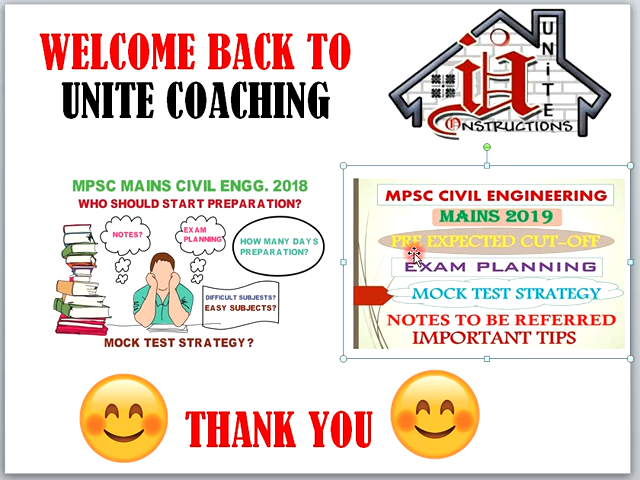 WELCOME BACK TO
UNITE COACHING
UNiTE
CONSTRUCTIONS
MPSC MAINS CIVIL ENGG. 2018
WHO SHOULD START PREPARATION?
NOTES?
EXAM
PLANNING?
HOW MANY DAYS
PREPARATION?
DIFFICULT SUBJECTS?
EASY SUBJECTS?
MOCK TEST STRATEGY?
MPSC CIVIL ENGINEERING
MAINS 2019
PRE EXPECTED CUT-OFF
EXAM PLANNING
MOCK TEST STRATEGY
NOTES TO BE REFERRED
IMPORTANT TIPS
THANK YOU